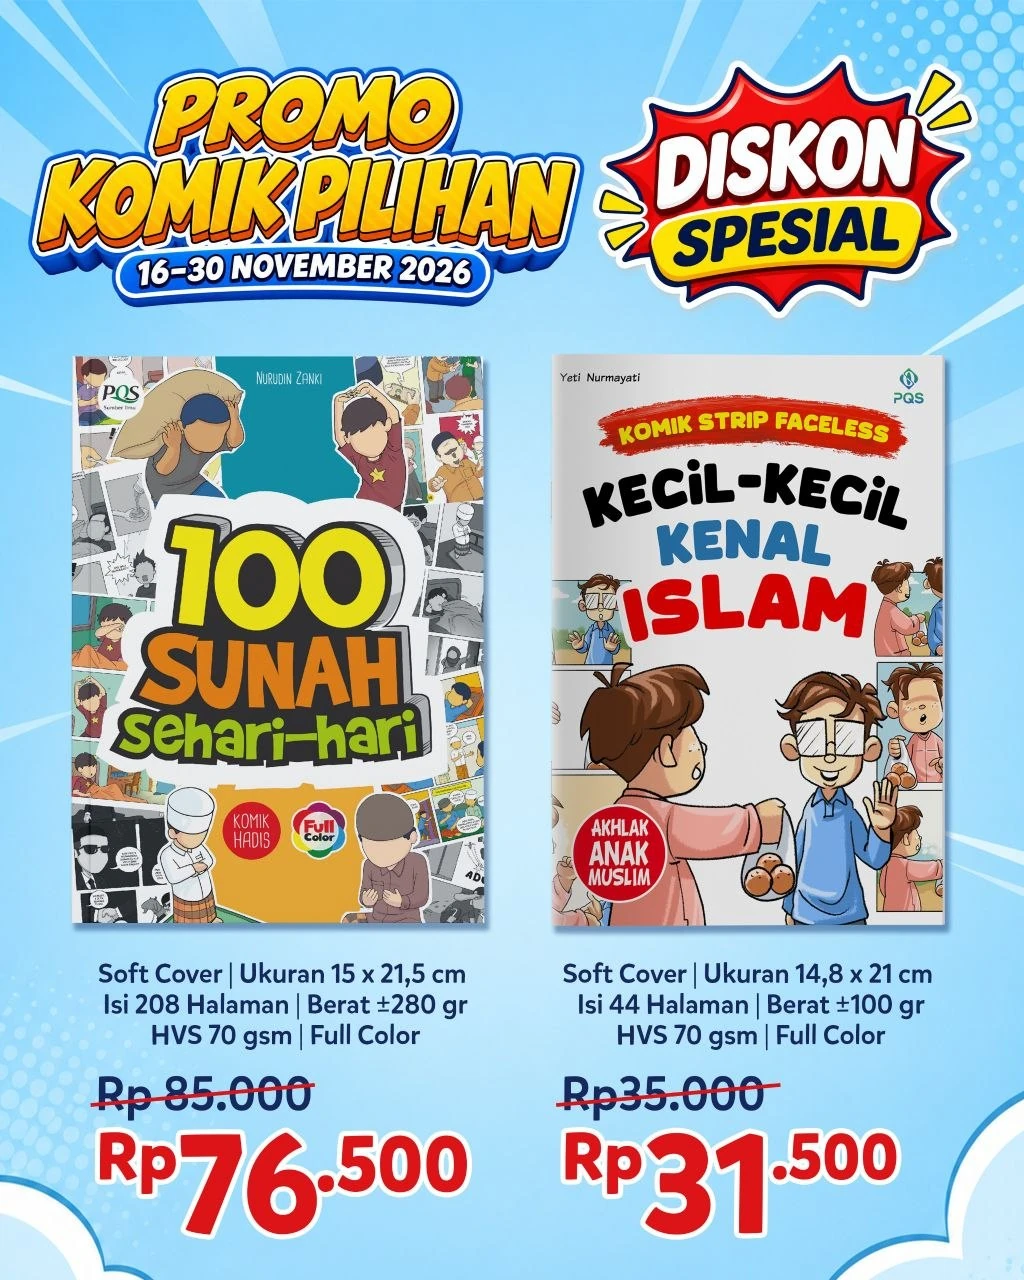 PROMO
KOMIK PILIHAN
16-30 NOVEMBER 2026
DISKON
SPESIAL
PQS
Sumber Ilmu
NURUDIN ZANKI
100
SUNAH
sehari-hari
KOMIK
HADIS
Full
Color
Yeti Nurmayati
PQS
KOMIK STRIP FACELESS
KECiL-KECiL
KENAL
ISLAM
AKHLAK
ANAK
MUSLIM
Soft Cover | Ukuran 15 x 21,5 cm
Isi 208 Halaman | Berat ±280 gr
HVS 70 gsm | Full Color
Rp 85.000
Rp76.500
Soft Cover | Ukuran 14,8 x 21 cm
Isi 44 Halaman | Berat ±100 gr
HVS 70 gsm | Full Color
Rp35.000
Rp31.500